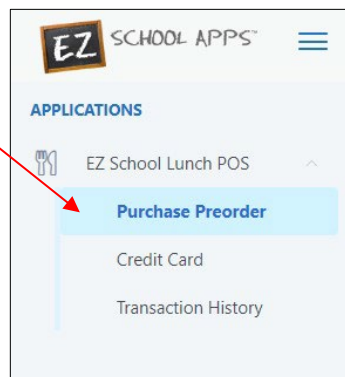 EZ SCHOOL APPS™
APPLICATIONS
EZ School Lunch POS
Purchase Preorder
Credit Card
Transaction History